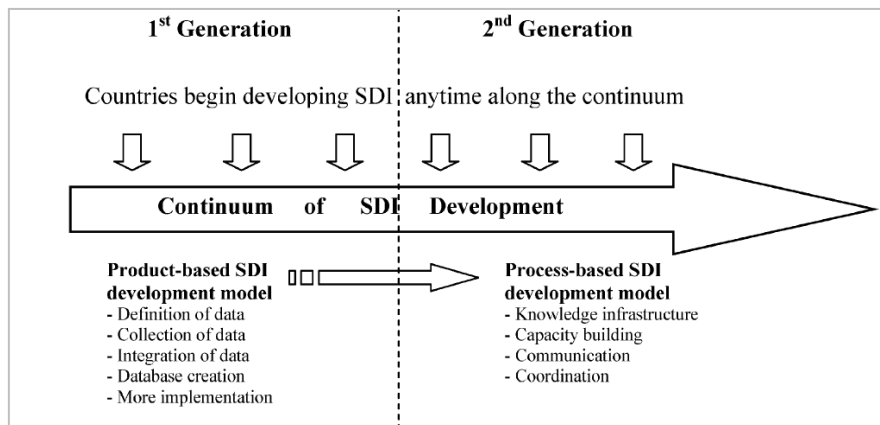 1st Generation
2nd Generation
Countries begin developing SDI anytime along the continuum
Continuum of SDI Development
Product-based SDI
development model
- Definition of data
- Collection of data
- Integration of data
- Database creation
- More implementation
Process-based SDI
development model
- Knowledge infrastructure
- Capacity building
- Communication
- Coordination